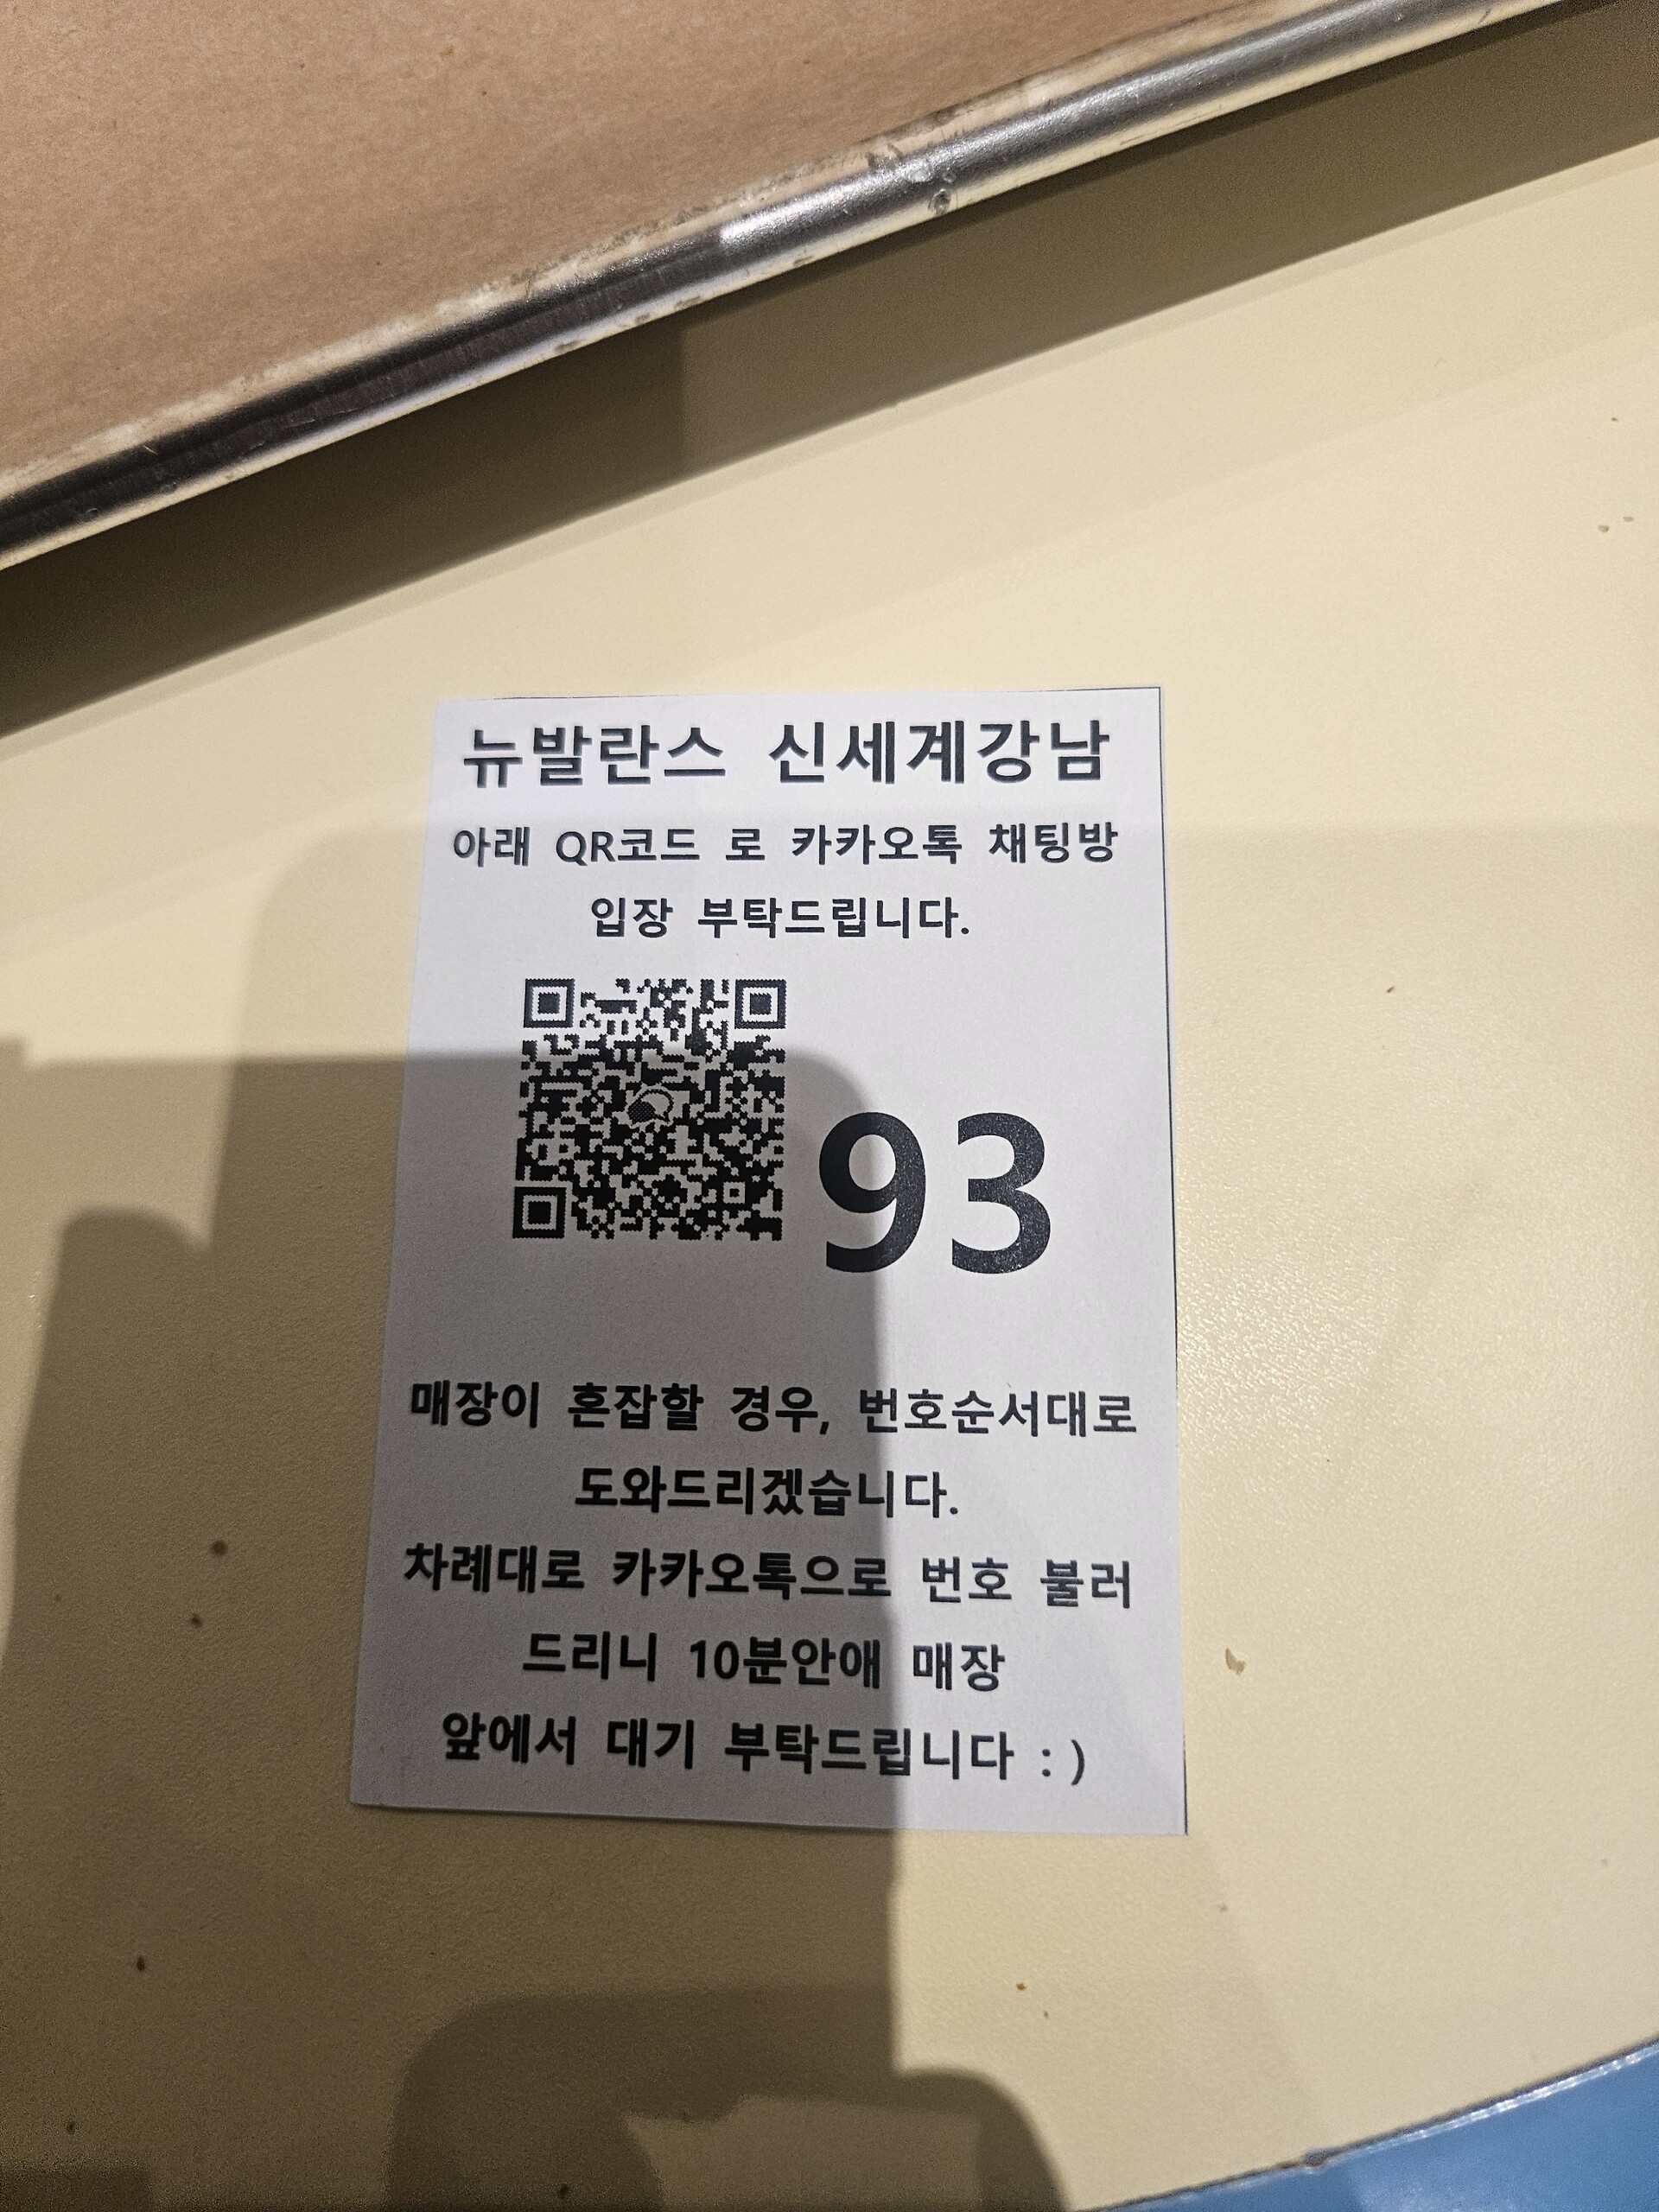 뉴발란스 신세계강남
아래 QR코드 로 카카오톡 채팅방
입장 부탁드립니다.
93
매장이 혼잡할 경우, 번호순서대로
도와드리겠습니다.
차례대로 카카오톡으로 번호 불러
드리니 10분안애 매장
앞에서 대기 부탁드립니다 : )